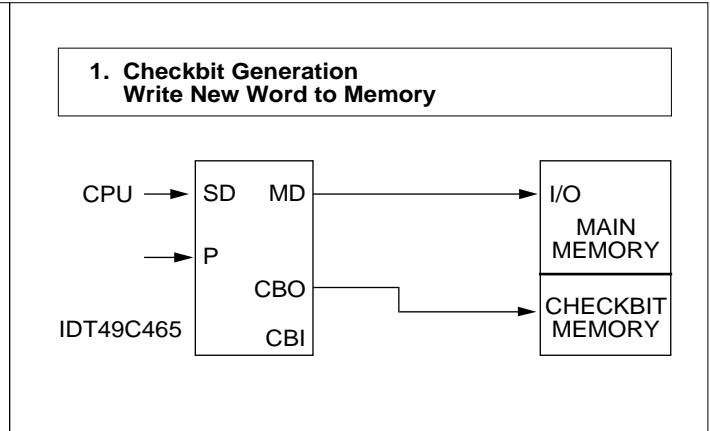 1. Checkbit Generation
Write New Word to Memory
CPU
SD
MD
I/O
MAIN
MEMORY
P
CBO
CHECKBIT
MEMORY
IDT49C465
CBI